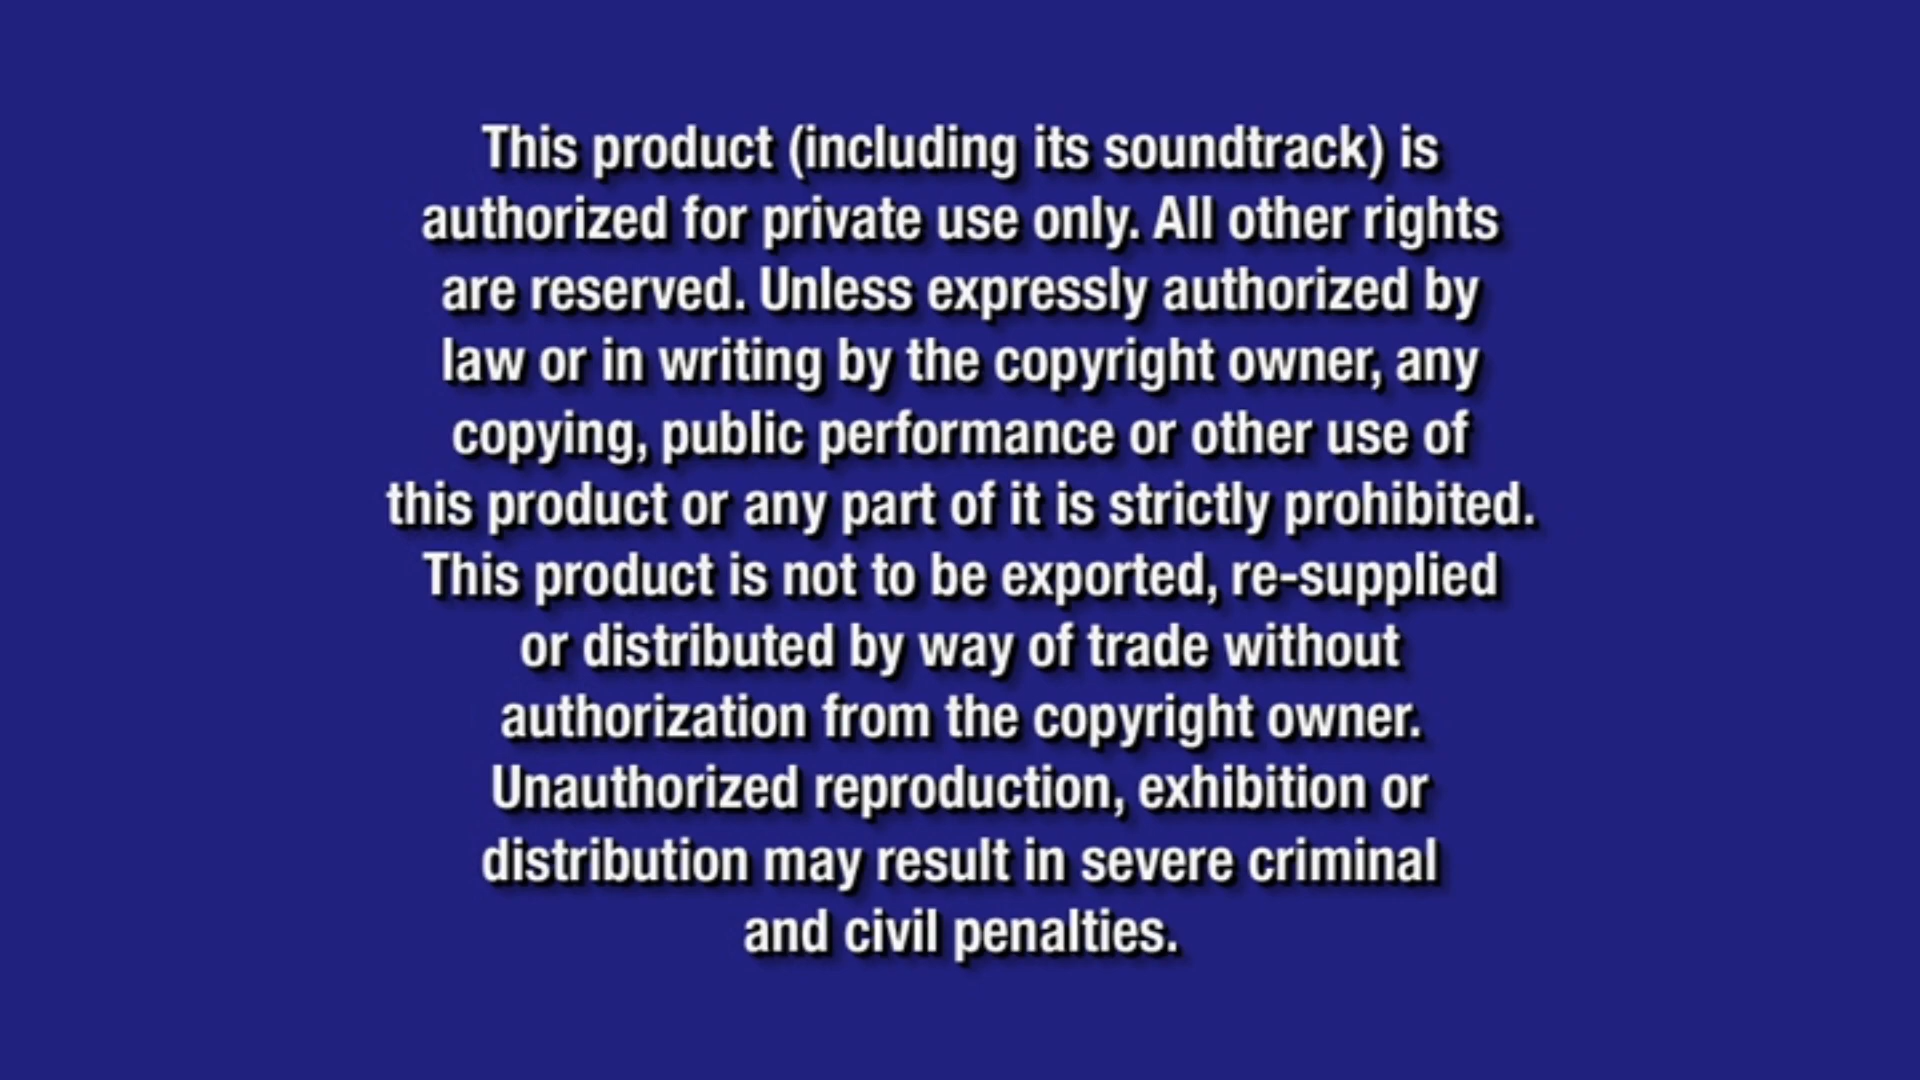 This product (including its soundtrack) is
authorized for private use only. All other rights
are reserved. Unless expressly authorized by
law or in writing by the copyright owner, any
copying, public performance or other use of
this product or any part of it is strictly prohibited.
This product is not to be exported, re-supplied
or distributed by way of trade without
authorization from the copyright owner.
Unauthorized reproduction, exhibition or
distribution may result in severe criminal
and civil penalties.